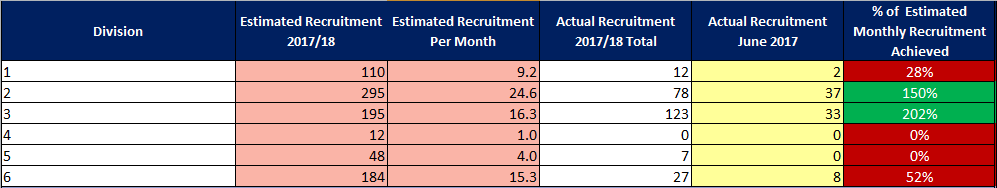 Division Estimated Recruitment 2017/18 Estimated Recruitment Per Month Actual Recruitment 2017/18 Total Actual Recruitment June 2017 % of Estimated Monthly Recruitment Achieved
1 110 9.2 12 2 28%
2 295 24.6 78 37 150%
3 195 16.3 123 33 202%
4 12 1.0 0 0 0%
5 48 4.0 7 0 0%
6 184 15.3 27 8 52%